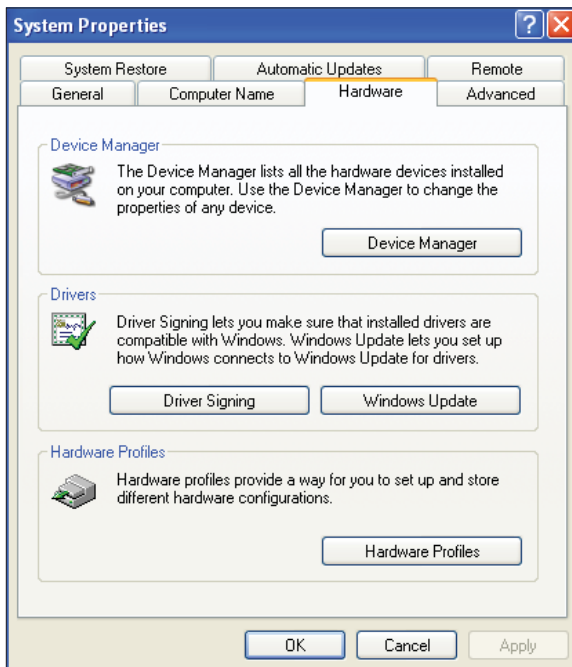 System Properties
?
System Restore Automatic Updates Remote
General Computer Name Hardware Advanced
Device Manager
The Device Manager lists all the hardware devices installed
on your computer. Use the Device Manager to change the
properties of any device.
Device Manager
Drivers
Driver Signing lets you make sure that installed drivers are
compatible with Windows. Windows Update lets you set up
how Windows connects to Windows Update for drivers.
Driver Signing Windows Update
Hardware Profiles
Hardware profiles provide a way for you to set up and store
different hardware configurations.
Hardware Profiles
OK Cancel Apply